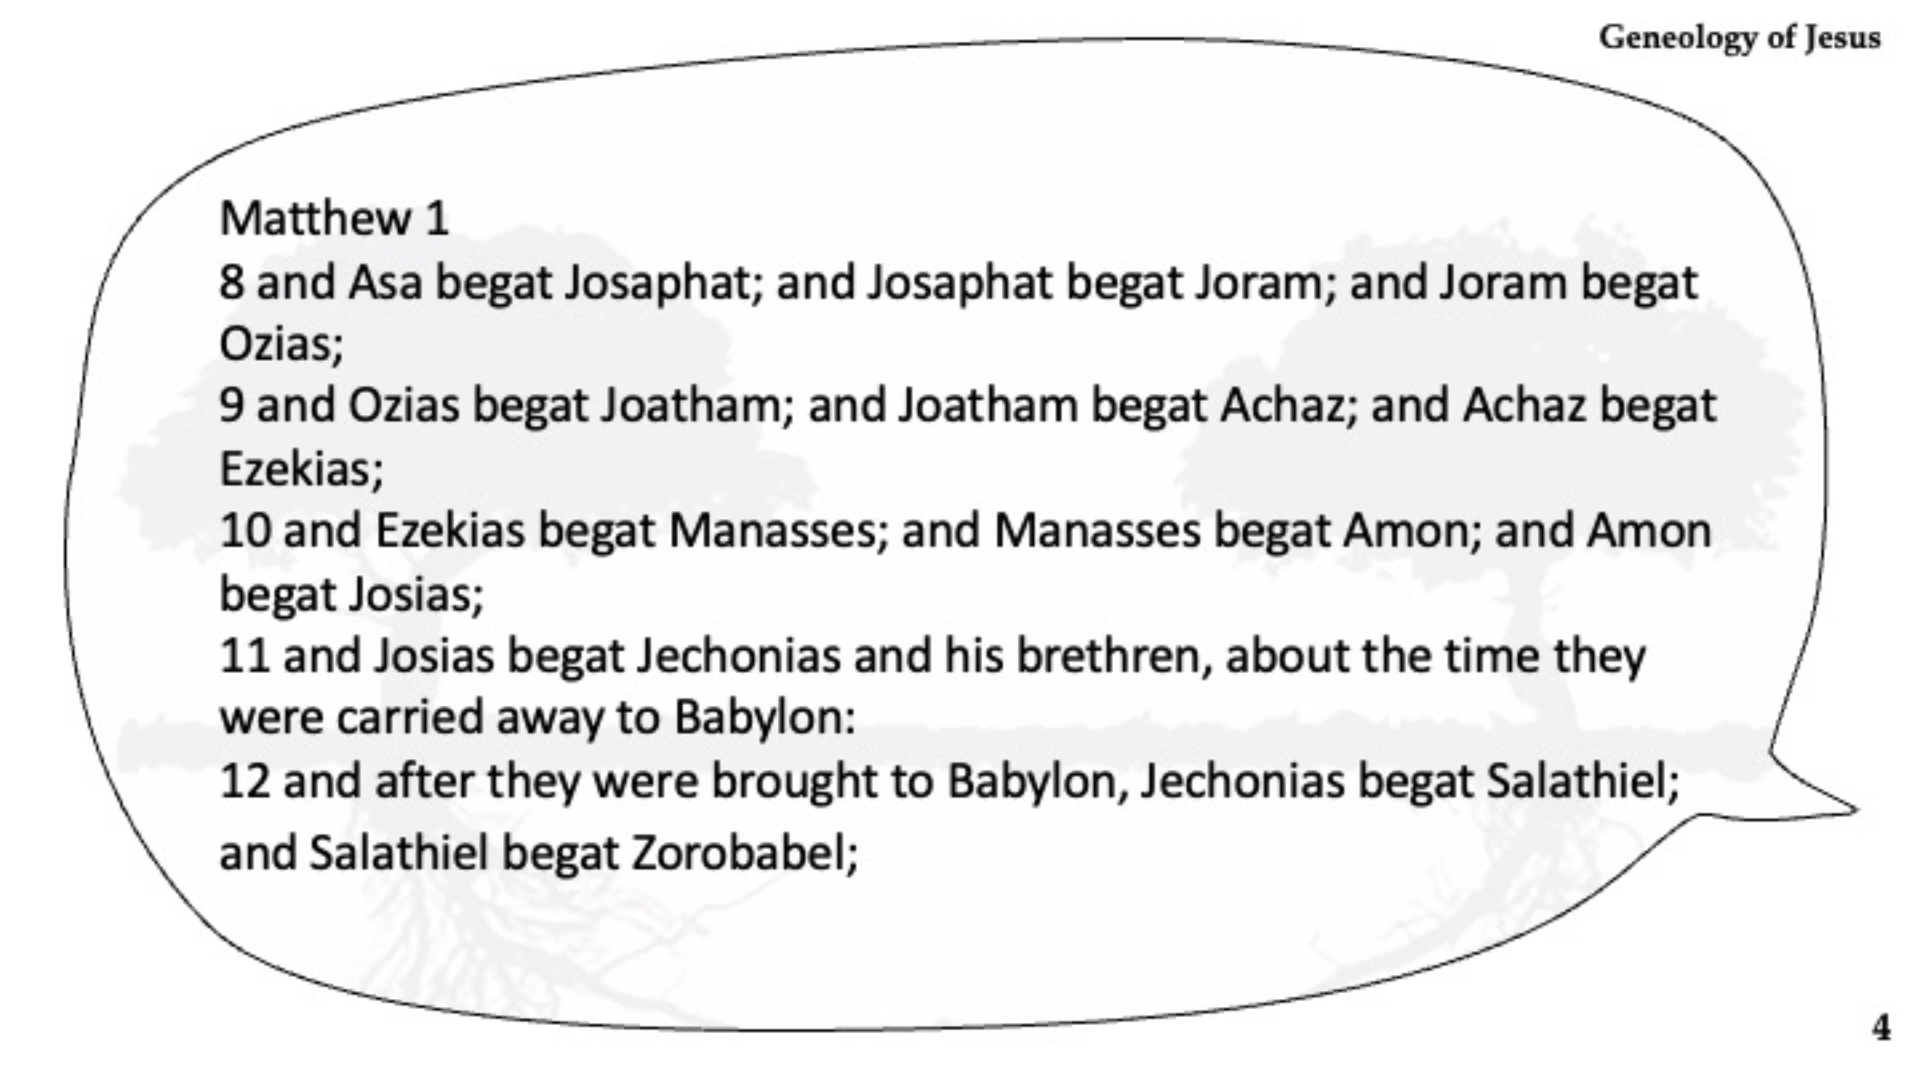 Geneology of Jesus
Matthew 1
8 and Asa begat Josaphat; and Josaphat begat Joram; and Joram begat
Ozias;
9 and Ozias begat Joatham; and Joatham begat Achaz; and Achaz begat
Ezekias;
10 and Ezekias begat Manasses; and Manasses begat Amon; and Amon
begat Josias;
11 and Josias begat Jechonias and his brethren, about the time they
were carried away to Babylon:
12 and after they were brought to Babylon, Jechonias begat Salathiel;
and Salathiel begat Zorobabel;
4